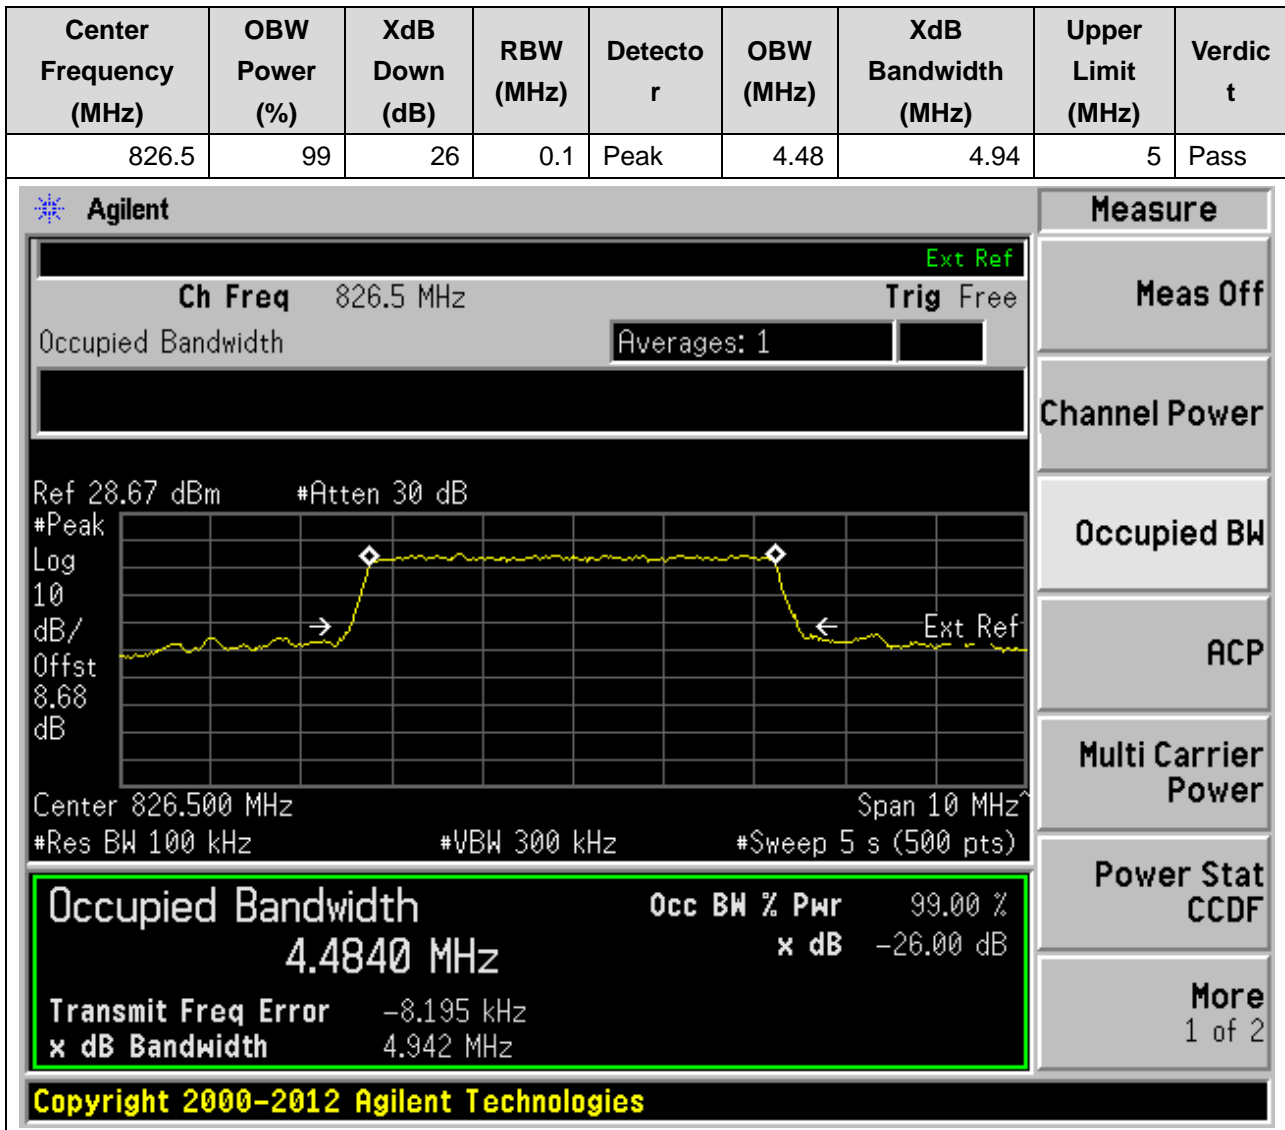 Center Frequency (MHz) OBW Power (%) XdB Down (dB) RBW (MHz) Detecto r OBW (MHz) XdB Bandwidth (MHz) Upper Limit (MHz) Verdic t
826.5 99 26 0.1 Peak 4.48 4.94 5 Pass
Agilent
Measure
Ext Ref
Ch Freq 826.5 MHz Trig Free
Meas Off
Occupied Bandwidth Averages: 1
Channel Power
Ref 28.67 dBm #Atten 30 dB
#Peak
Log
10
dB/
Offst
8.68
dB
Ext Ref
Occupied BW
ACP
Multi Carrier
Power
Center 826.500 MHz Span 10 MHz^
#Res BW 100 kHz #VBW 300 kHz #Sweep 5 s (500 pts)
Power Stat
CCDF
Occupied Bandwidth Occ BW % Pwr 99.00 %
4.4840 MHz x dB -26.00 dB
Transmit Freq Error -8.195 kHz
x dB Bandwidth 4.942 MHz
More
1 of 2
Copyright 2000-2012 Agilent Technologies